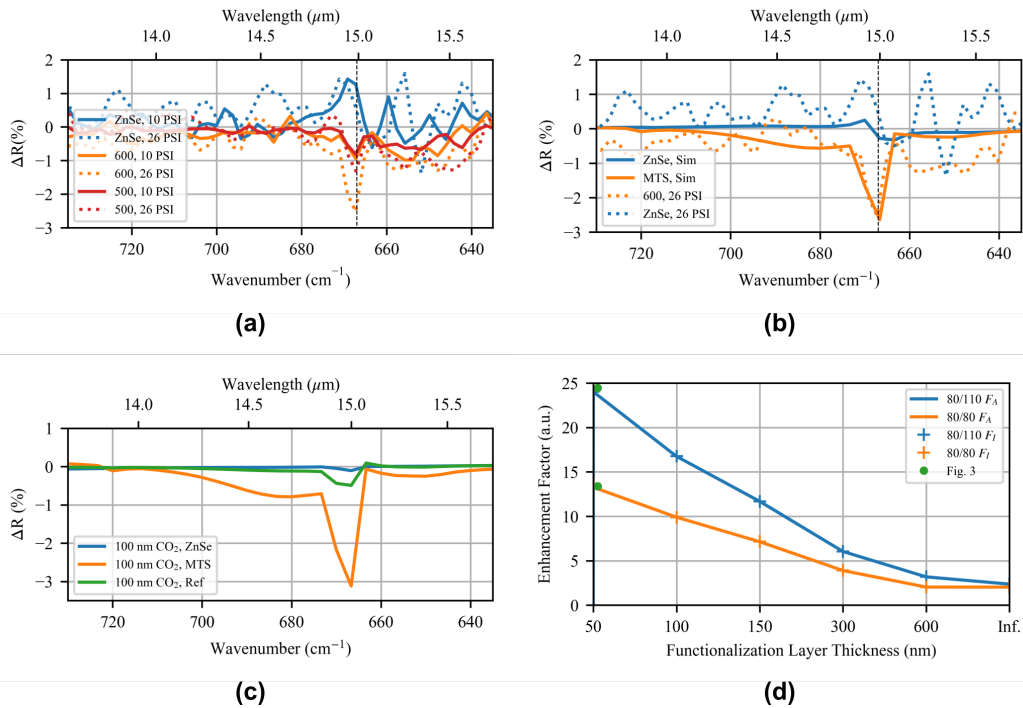 Wavelength (μm)
14.0 14.5 15.0 15.5
2
1
0
−1
−2
−3
ΔR(%)
ZnSe, 10 PSI
ZnSe, 26 PSI
600, 10 PSI
600, 26 PSI
500, 10 PSI
500, 26 PSI
720 700 680 660 640
Wavenumber (cm−1)
(a)
Wavelength (μm)
14.0 14.5 15.0 15.5
2
1
0
−1
−2
−3
ΔR (%)
ZnSe, Sim
MTS, Sim
600, 26 PSI
ZnSe, 26 PSI
720 700 680 660 640
Wavenumber (cm−1)
(b)
Wavelength (μm)
14.0 14.5 15.0 15.5
1
0
−1
−2
−3
ΔR (%)
100 nm CO2, ZnSe
100 nm CO2, MTS
100 nm CO2, Ref
720 700 680 660 640
Wavenumber (cm−1)
(c)
25
20
15
10
5
0
Enhancement Factor (a.u.)
80/110 FA
80/80 FA
80/110 FI
80/80 FI
Fig. 3
50 100 150 300 600 Inf.
Functionalization Layer Thickness (nm)
(d)